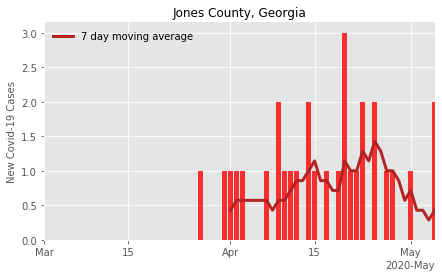 Jones County, Georgia
7 day moving average
New Covid-19 Cases
3.0
2.5
2.0
1.5
1.0
0.5
0.0
Mar 15 Apr 15 May
2020-May